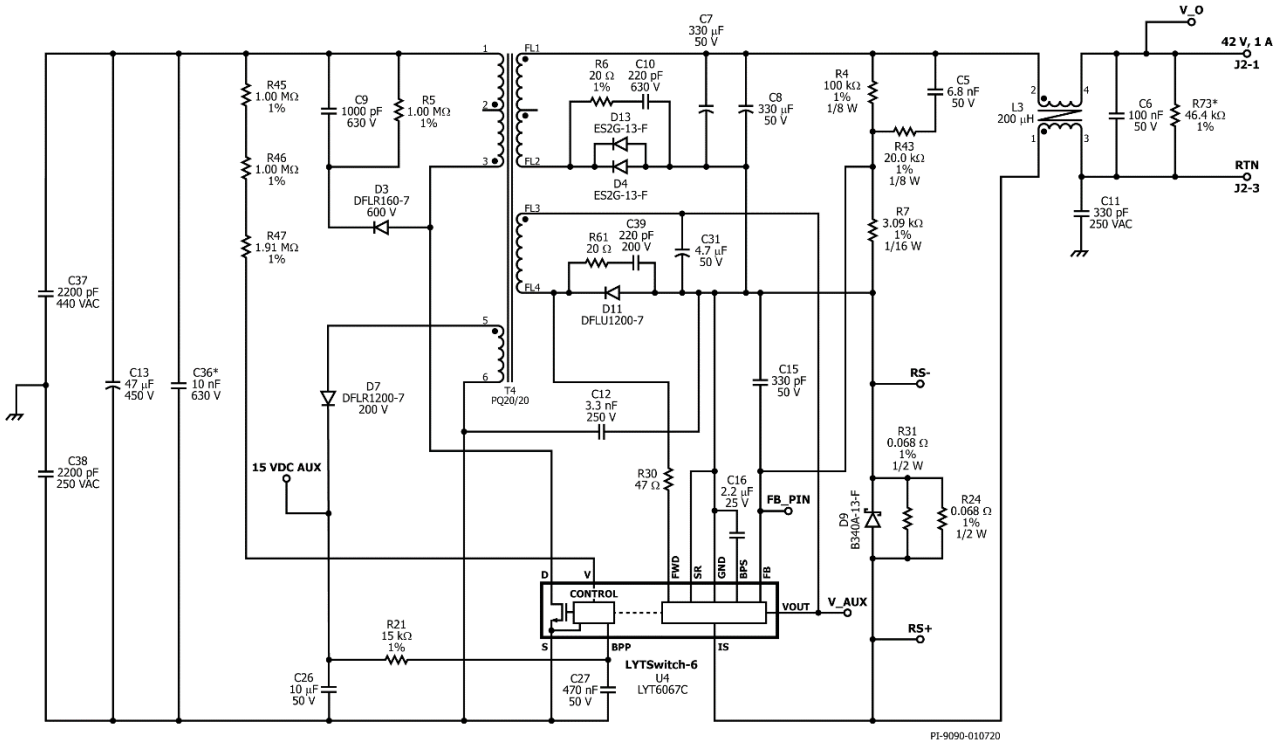 C7
330 μF
50 V
V_O
42 V, 1 A
J2-1
1
FL1
R45
1.00 MΩ
1%
C9
1000 pF
630 V
R5
1.00 MΩ
1%
2
R6
20 Ω
1%
C10
220 pF
630 V
D13
ES2G-13-F
C8
330 μF
50 V
R4
100 kΩ
1%
1/8 W
C5
6.8 nF
50 V
2
4
L3
200 μH
C6
100 nF
50 V
R73*
46.4 kΩ
1%
1
3
R46
1.00 MΩ
1%
3
FL2
D4
ES2G-13-F
R43
20.0 kΩ
1%
1/8 W
RTN
J2-3
D3
DFLR160-7
600 V
FL3
R47
1.91 MΩ
1%
R61
20 Ω
C39
220 pF
200 V
C31
4.7 μF
50 V
R7
3.09 kΩ
1%
1/16 W
C11
330 pF
250 VAC
C37
2200 pF
440 VAC
FL4
D11
DFLU1200-7
5
6
T4
PQ20/20
C13
47 μF
450 V
C36*
10 nF
630 V
D7
DFLR1200-7
200 V
C12
3.3 nF
250 V
C15
330 pF
50 V
RS-
C38
2200 pF
250 VAC
15 VDC AUX
R30
47 Ω
C16
2.2 μF
25 V
FB_PIN
D9
B340A-13-F
R31
0.068 Ω
1%
1/2 W
R24
0.068 Ω
1%
1/2 W
D
V
FWD
SR
GND
BPS
FB
CONTROL
VOUT
V_AUX
S
BPP
IS
RS+
R21
15 kΩ
1%
LYTSwitch-6
U4
LYT6067C
C26
10 μF
50 V
C27
470 nF
50 V
PI-9090-010720